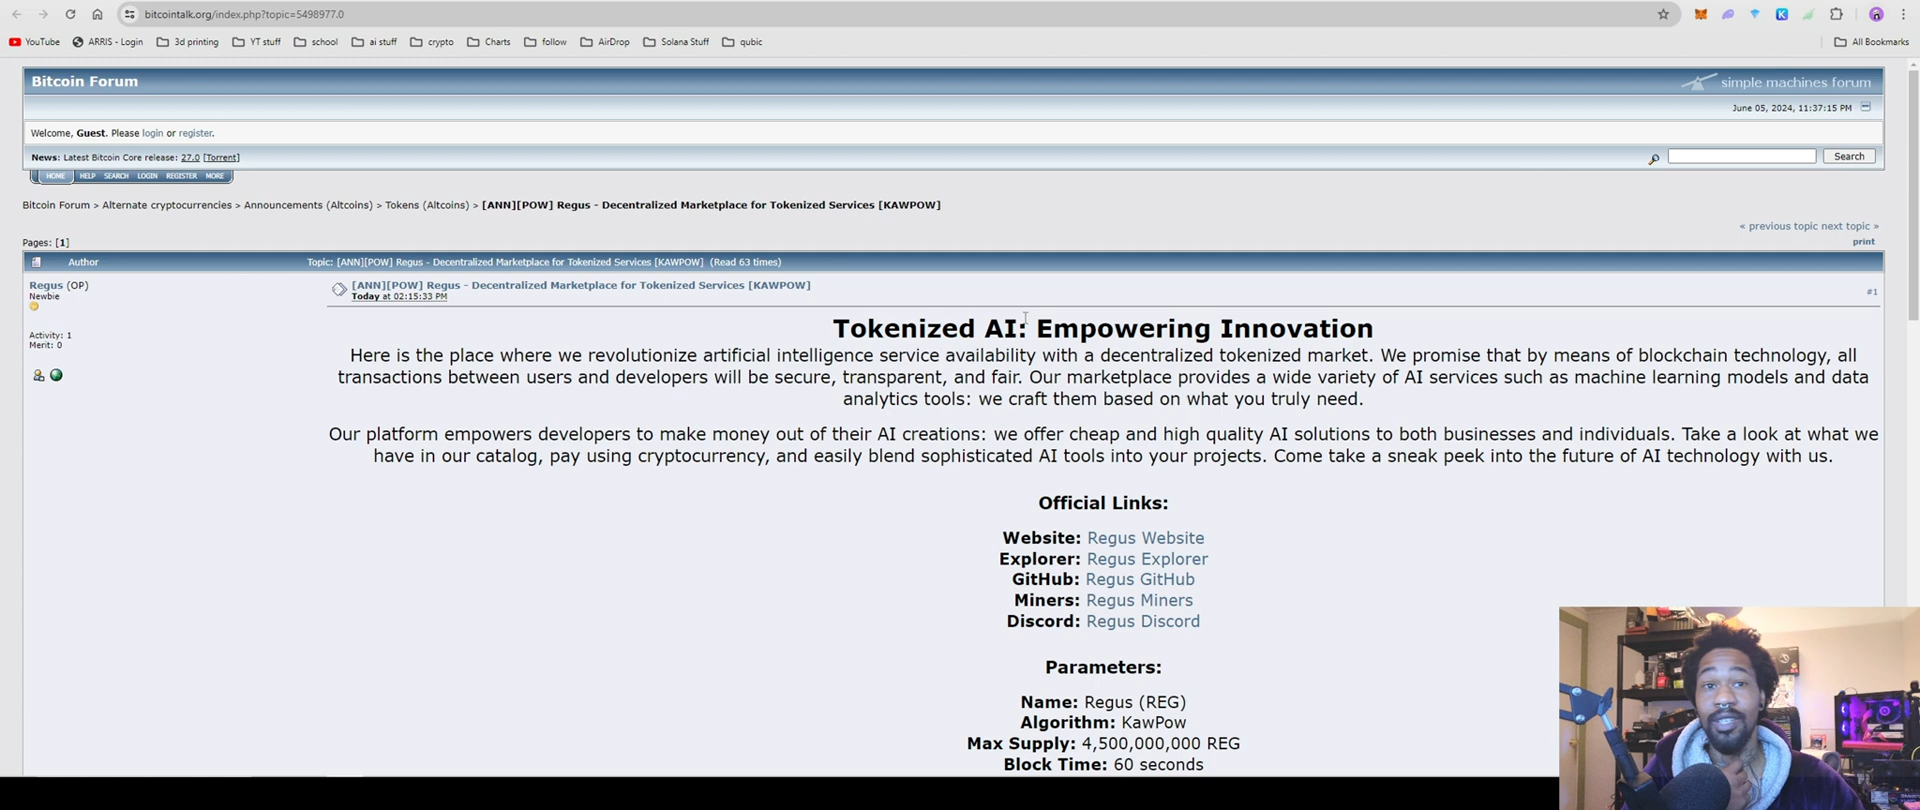 bitcointalk.org/index.php?topic=5498977.0
YouTube
ARRIS - Login
3d printing
YT stuff
school
ai stuff
crypto
Charts
follow
AirDrop
Solana Stuff
qubic
All Bookmarks
Bitcoin Forum
simple machines forum
June 05, 2024, 11:37:15 PM
Welcome, Guest. Please login or register.
News: Latest Bitcoin Core release: 27.0 [Torrent]
Search
HOME HELP SEARCH LOGIN REGISTER MORE
Bitcoin Forum > Alternate cryptocurrencies > Announcements (Altcoins) > Tokens (Altcoins) > [ANN][POW] Regus - Decentralized Marketplace for Tokenized Services [KAWPOW]
« previous topic next topic »
Pages: [1]
print
Author
Topic: [ANN][POW] Regus - Decentralized Marketplace for Tokenized Services [KAWPOW] (Read 63 times)
Regus (OP)
Newbie
Activity: 1
Merit: 0
[ANN][POW] Regus - Decentralized Marketplace for Tokenized Services [KAWPOW]
Today at 02:15:33 PM
#1
Tokenized AI: Empowering Innovation
Here is the place where we revolutionize artificial intelligence service availability with a decentralized tokenized market. We promise that by means of blockchain technology, all
transactions between users and developers will be secure, transparent, and fair. Our marketplace provides a wide variety of AI services such as machine learning models and data
analytics tools: we craft them based on what you truly need.
Our platform empowers developers to make money out of their AI creations: we offer cheap and high quality AI solutions to both businesses and individuals. Take a look at what we
have in our catalog, pay using cryptocurrency, and easily blend sophisticated AI tools into your projects. Come take a sneak peek into the future of AI technology with us.
Official Links:
Website: Regus Website
Explorer: Regus Explorer
GitHub: Regus GitHub
Miners: Regus Miners
Discord: Regus Discord
Parameters:
Name: Regus (REG)
Algorithm: KawPow
Max Supply: 4,500,000,000 REG
Block Time: 60 seconds